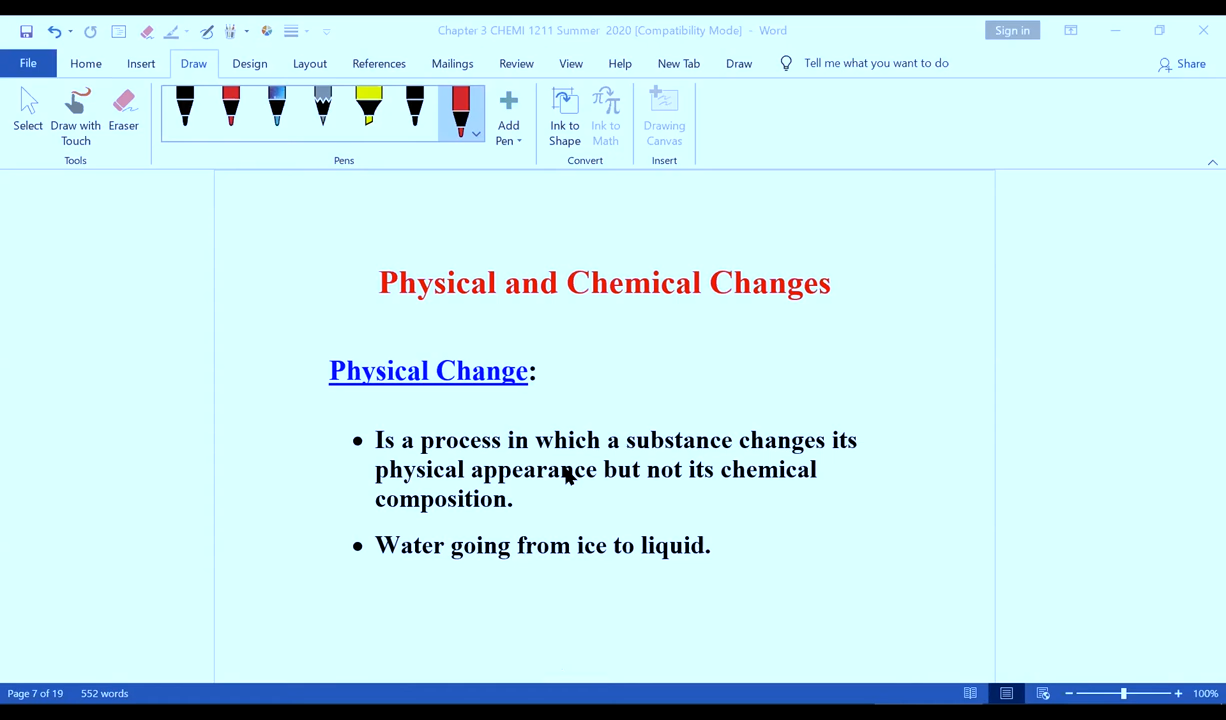 Chapter 3 CHEMI 1211 Summer 2020 [Compatibility Mode] - Word
Sign in
File Home Insert Draw Design Layout References Mailings Review View Help New Tab Draw Tell me what you want to do Share
Select Draw with Touch Eraser Add Pen Ink to Shape Ink to Math Drawing Canvas
Tools Pens Convert Insert
Physical and Chemical Changes
Physical Change:
• Is a process in which a substance changes its
physical appearance but not its chemical
composition.
• Water going from ice to liquid.
Page 7 of 19 552 words 100%